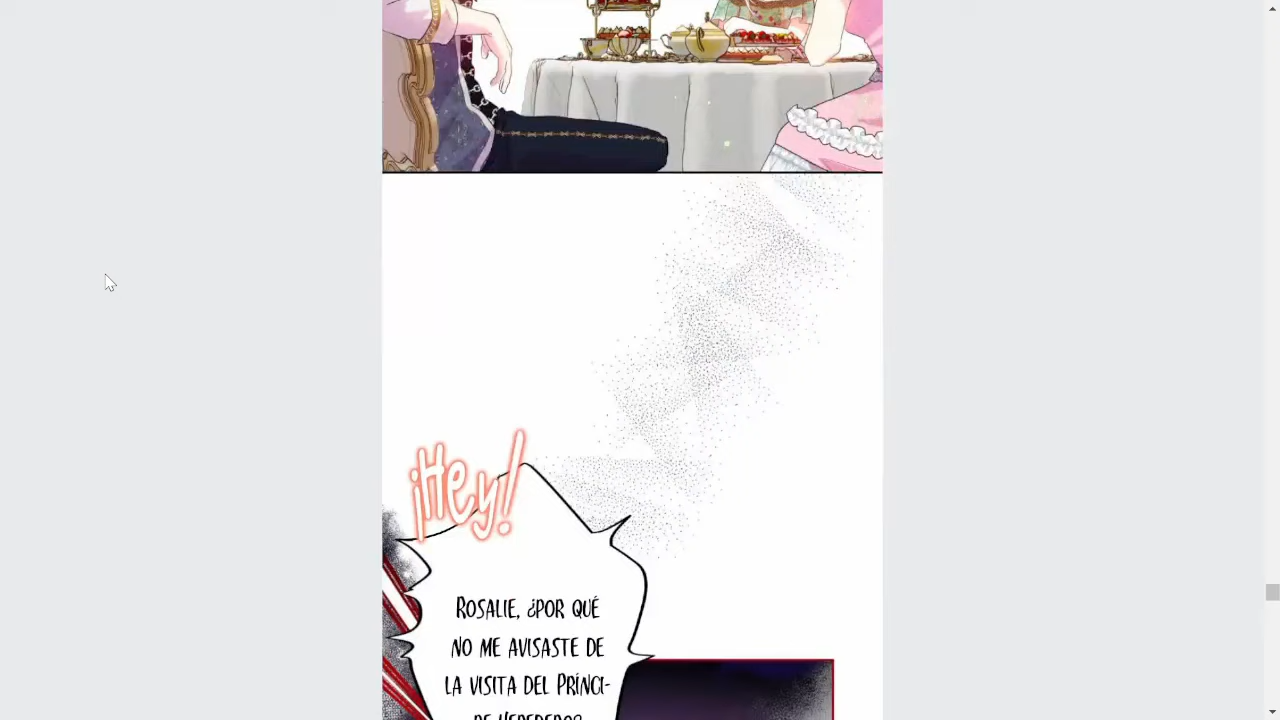 ¡Hey!
ROSALIE, ¿POR QUÉ
NO ME AVISASTE DE
LA VISITA DEL PRÍNCI-